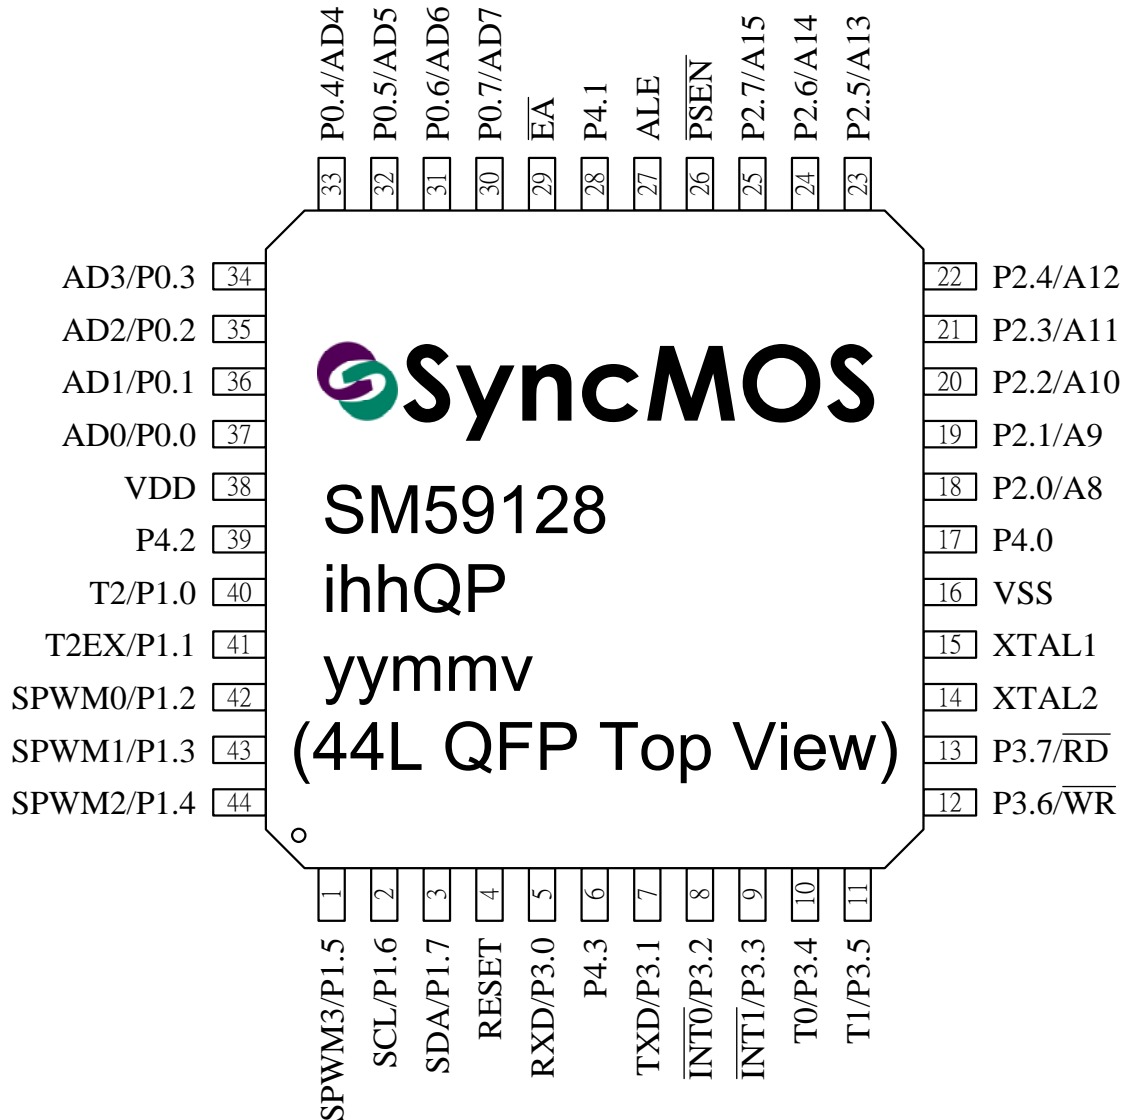 P0.4/AD4
P0.5/AD5
P0.6/AD6
P0.7/AD7
E̅A̅
P4.1
ALE
P̅S̅E̅N̅
P2.7/A15
P2.6/A14
P2.5/A13
33
32
31
30
29
28
27
26
25
24
23
AD3/P0.3 34
AD2/P0.2 35
AD1/P0.1 36
AD0/P0.0 37
VDD 38
P4.2 39
T2/P1.0 40
T2EX/P1.1 41
SPWM0/P1.2 42
SPWM1/P1.3 43
SPWM2/P1.4 44
SyncMOS
SM59128
ihhQP
yymmv
(44L QFP Top View)
22 P2.4/A12
21 P2.3/A11
20 P2.2/A10
19 P2.1/A9
18 P2.0/A8
17 P4.0
16 VSS
15 XTAL1
14 XTAL2
13 P3.7/R̅D̅
12 P3.6/W̅R̅
1
2
3
4
5
6
7
8
9
10
11
SPWM3/P1.5
SCL/P1.6
SDA/P1.7
RESET
RXD/P3.0
P4.3
TXD/P3.1
I̅N̅T̅0̅/P3.2
I̅N̅T̅1̅/P3.3
T0/P3.4
T1/P3.5